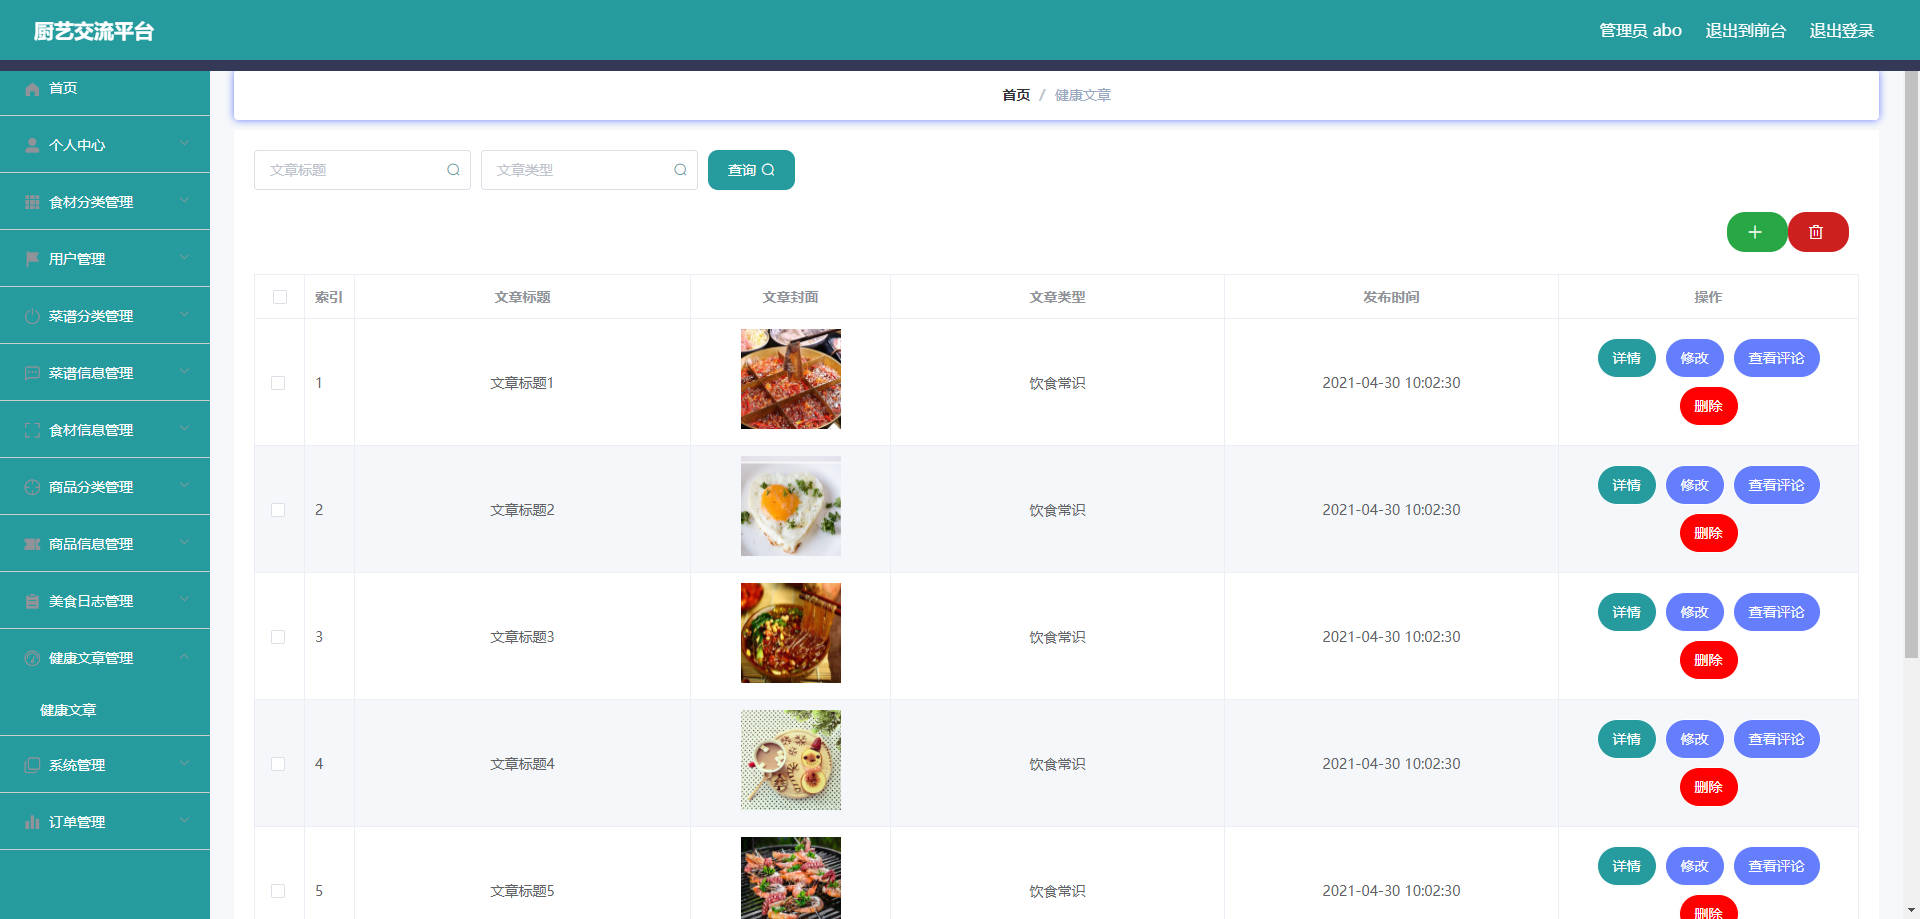 厨艺交流平台
管理员 abo 退出到前台 退出登录
首页
个人中心
食材分类管理
用户管理
菜谱分类管理
菜谱信息管理
食材信息管理
商品分类管理
商品信息管理
美食日志管理
健康文章管理
健康文章
系统管理
订单管理
首页 / 健康文章
文章标题 文章类型 查询
索引 文章标题 文章封面 文章类型 发布时间 操作
1 文章标题1 饮食常识 2021-04-30 10:02:30 详情 修改 查看评论
删除
2 文章标题2 饮食常识 2021-04-30 10:02:30 详情 修改 查看评论
删除
3 文章标题3 饮食常识 2021-04-30 10:02:30 详情 修改 查看评论
删除
4 文章标题4 饮食常识 2021-04-30 10:02:30 详情 修改 查看评论
删除
5 文章标题5 饮食常识 2021-04-30 10:02:30 详情 修改 查看评论
删除